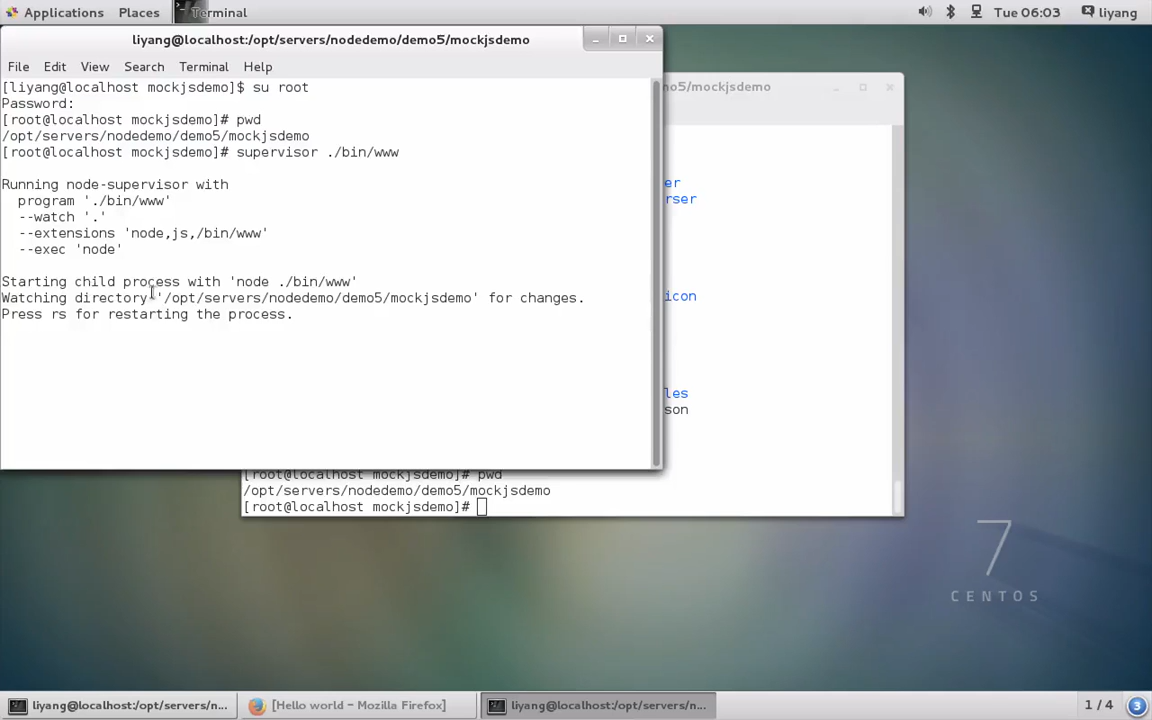 Applications Places Terminal Tue 06:03 liyang
liyang@localhost:/opt/servers/nodedemo/demo5/mockjsdemo
File Edit View Search Terminal Help
[liyang@localhost mockjsdemo]$ su root
Password:
[root@localhost mockjsdemo]# pwd
/opt/servers/nodedemo/demo5/mockjsdemo
[root@localhost mockjsdemo]# supervisor ./bin/www
Running node-supervisor with
program './bin/www'
--watch '.'
--extensions 'node,js,/bin/www'
--exec 'node'
Starting child process with 'node ./bin/www'
Watching directory '/opt/servers/nodedemo/demo5/mockjsdemo' for changes.
Press rs for restarting the process.
mo5/mockjsdemo
er
rser
icon
les
son
[root@localhost mockjsdemo]# pwd
/opt/servers/nodedemo/demo5/mockjsdemo
[root@localhost mockjsdemo]#
7
CENTOS
liyang@localhost:/opt/servers/n... [Hello world - Mozilla Firefox] liyang@localhost:/opt/servers/n... 1 / 4 3